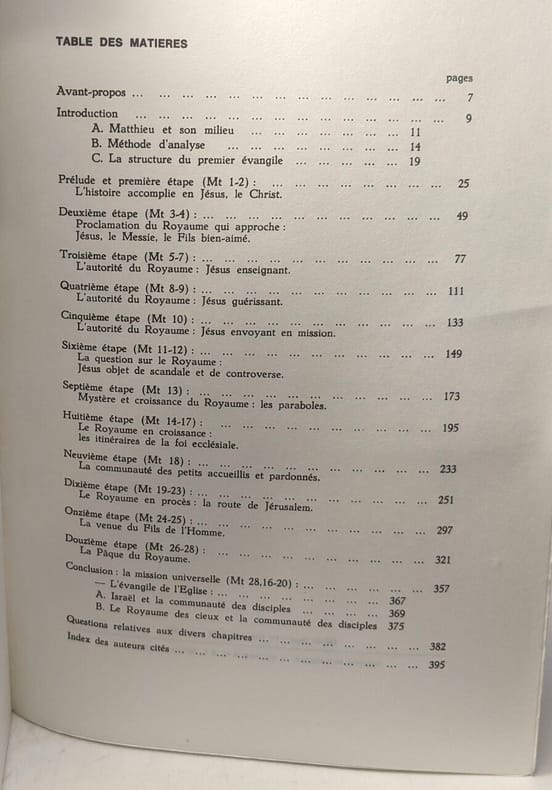 TABLE DES MATIERES
pages
Avant-propos ... ... ... ... ... ... ... ... ... ... ... ... ... ... 7
Introduction ... ... ... ... ... ... ... ... ... ... ... ... ... 9
A. Matthieu et son milieu ... ... ... ... ... ... ... 11
B. Méthode d'analyse ... ... ... ... ... ... ... ... 14
C. La structure du premier évangile ... ... ... ... ... 19
Prélude et première étape (Mt 1-2) : ... ... ... ... ... ... ... ... 25
L'histoire accomplie en Jésus, le Christ.
Deuxième étape (Mt 3-4) : ... ... ... ... ... ... ... ... ... ... 49
Proclamation du Royaume qui approche :
Jésus, le Messie, le Fils bien-aimé.
Troisième étape (Mt 5-7) : ... ... ... ... ... ... ... ... ... ... 77
L'autorité du Royaume : Jésus enseignant.
Quatrième étape (Mt 8-9) : ... ... ... ... ... ... ... ... ... ... 111
L'autorité du Royaume : Jésus guérissant.
Cinquième étape (Mt 10) : ... ... ... ... ... ... ... ... ... ... 133
L'autorité du Royaume : Jésus envoyant en mission.
Sixième étape (Mt 11-12) : ... ... ... ... ... ... ... ... ... ... 149
La question sur le Royaume :
Jésus objet de scandale et de controverse.
Septième étape (Mt 13) : ... ... ... ... ... ... ... ... ... ... 173
Mystère et croissance du Royaume : les paraboles.
Huitième étape (Mt 14-17) : ... ... ... ... ... ... ... ... ... 195
Le Royaume en croissance :
les itinéraires de la foi ecclésiale.
Neuvième étape (Mt 18) : ... ... ... ... ... ... ... ... ... ... 233
La communauté des petits accueillis et pardonnés.
Dixième étape (Mt 19-23) : ... ... ... ... ... ... ... ... ... ... 251
Le Royaume en procès : la route de Jérusalem.
Onzième étape (Mt 24-25) : ... ... ... ... ... ... ... ... ... ... 297
La venue du Fils de l'Homme.
Douzième étape (Mt 26-28) : ... ... ... ... ... ... ... ... ... 321
La Pâque du Royaume.
Conclusion : la mission universelle (Mt 28.16-20) : ... ... ... ... ... ... 357
— L'évangile de l'Eglise : ... ... ... ... ... ... ... ... 367
A. Israël et la communauté des disciples ... ... ... ... 369
B. Le Royaume des cieux et la communauté des disciples 375
Questions relatives aux divers chapitres ... ... ... ... ... ... ... ... 382
Index des auteurs cités ... ... ... ... ... ... ... ... ... ... ... 395